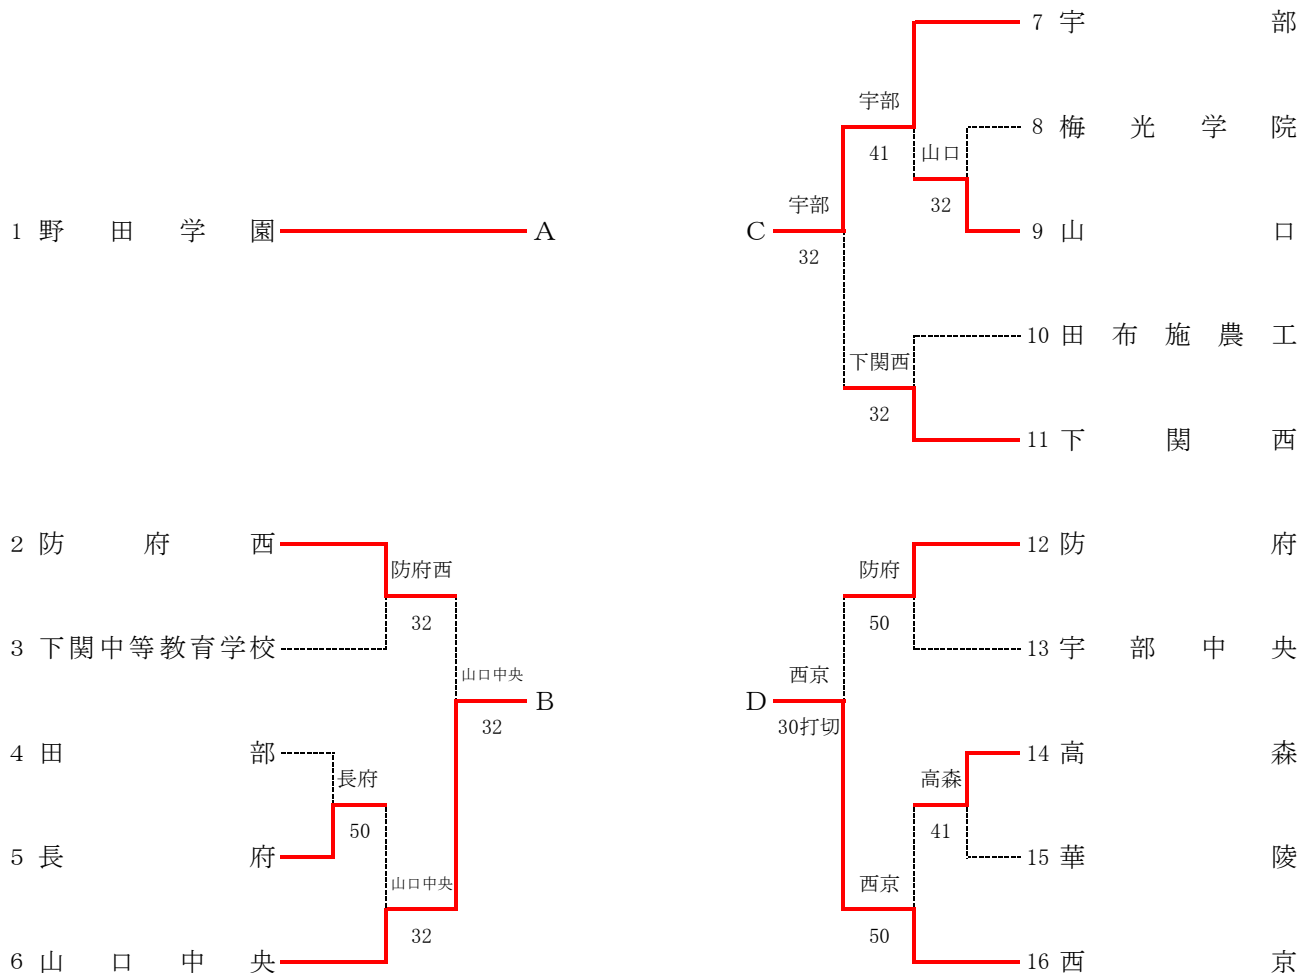 1 野田学園 A
2 防府西
防府西
32
3 下関中等教育学校
山口中央
B
32
4 田部
長府
50
5 長府
山口中央
32
6 山口中央
7 宇部
宇部
41
8 梅光学院
山口
32
宇部
C
32
9 山口
10 田布施農工
下関西
32
11 下関西
12 防府
防府
50
13 宇部中央
西京
D
30打切
14 高森
高森
41
15 華陵
西京
50
16 西京